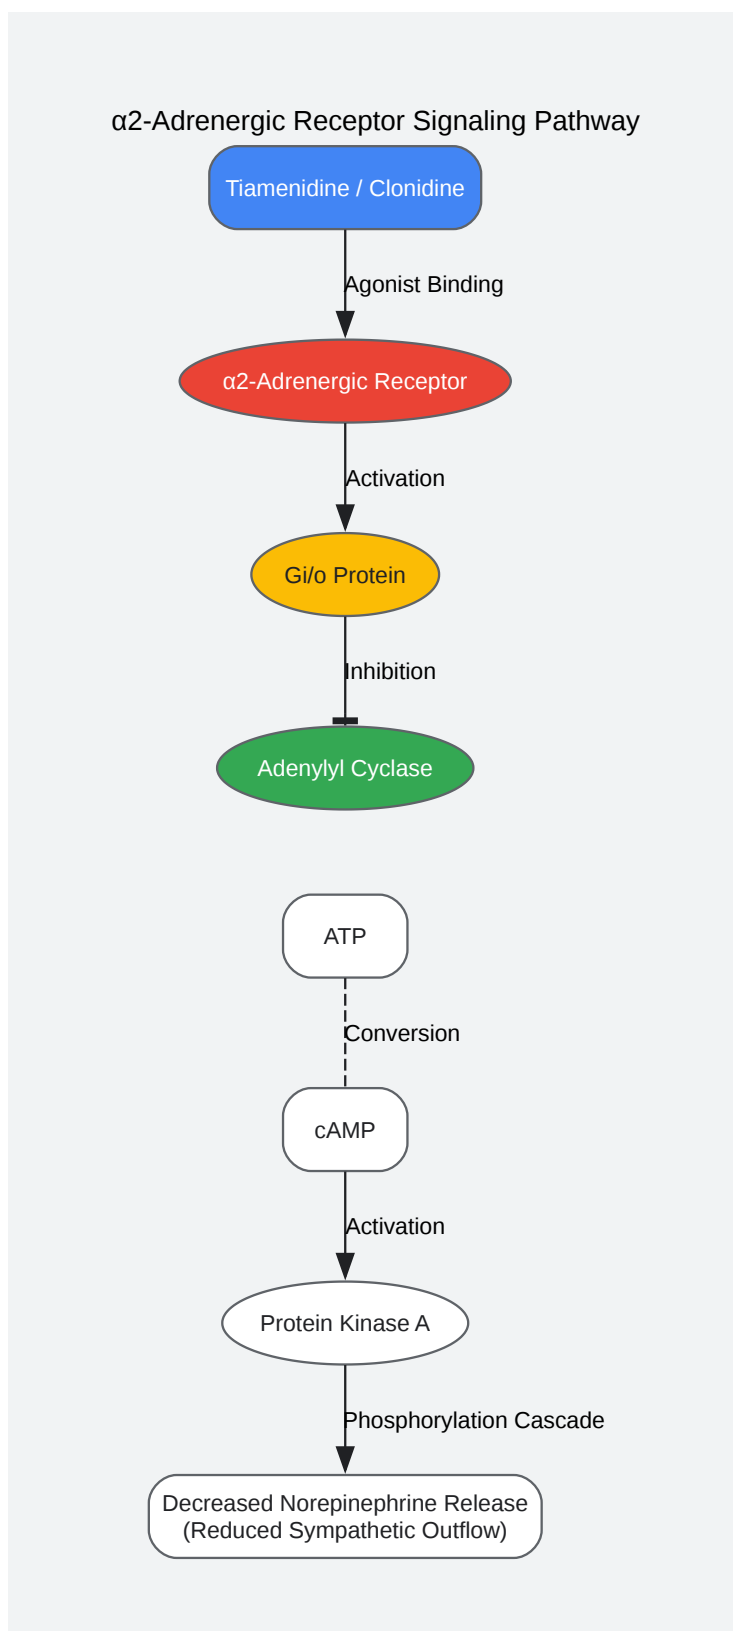 α2-Adrenergic Receptor Signaling Pathway
Tiamenidine / Clonidine
Agonist Binding
α2-Adrenergic Receptor
Activation
Gi/o Protein
Inhibition
Adenylyl Cyclase
ATP
Conversion
cAMP
Activation
Protein Kinase A
Phosphorylation Cascade
Decreased Norepinephrine Release
(Reduced Sympathetic Outflow)